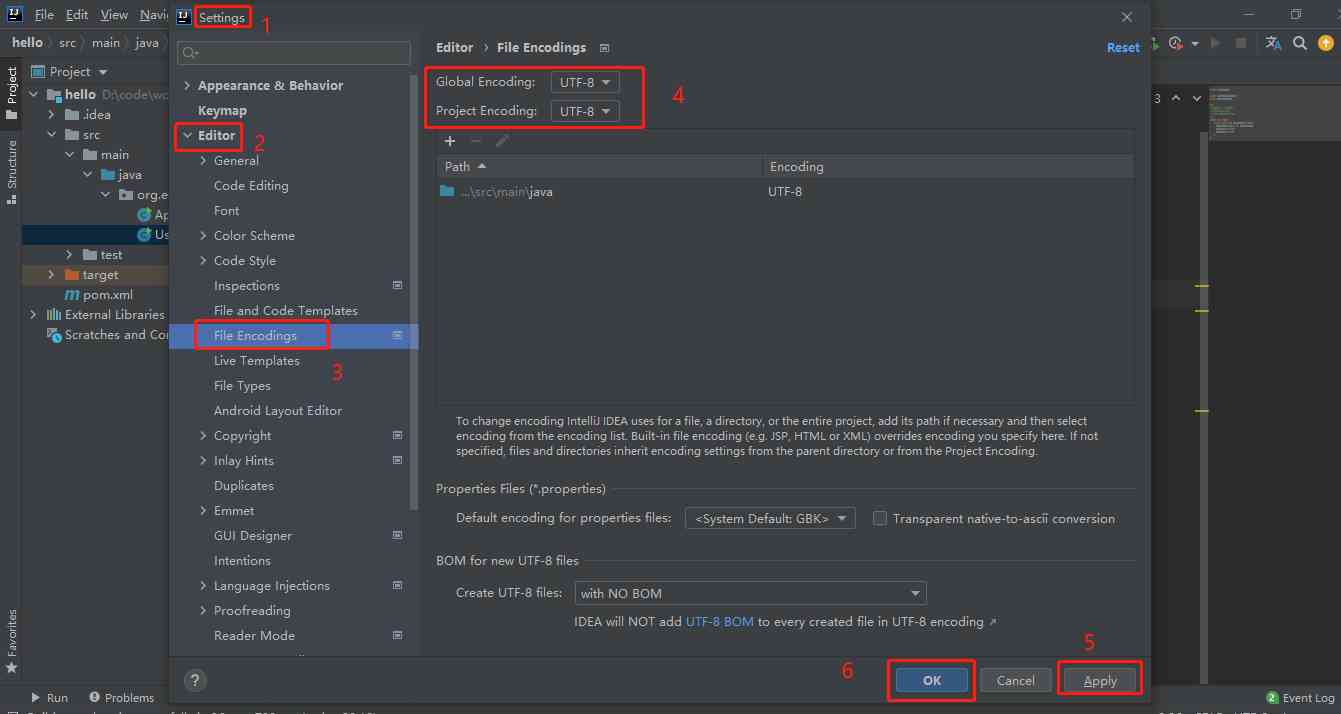 File Edit View Navi
Settings
1
hello src main java
Project
Editor › File Encodings
Reset
Global Encoding: UTF-8
4
Project Encoding: UTF-8
3
Path Encoding
...\src\main\java UTF-8
To change encoding IntelliJ IDEA uses for a file, a directory, or the entire project, add its path if necessary and then select
encoding from the encoding list. Built-in file encoding (e.g. JSP, HTML or XML) overrides encoding you specify here. If not
specified, files and directories inherit encoding settings from the parent directory or from the Project Encoding.
Properties Files (*.properties)
Default encoding for properties files: <System Default: GBK> Transparent native-to-ascii conversion
BOM for new UTF-8 files
Create UTF-8 files: with NO BOM
IDEA will NOT add UTF-8 BOM to every created file in UTF-8 encoding ↗
Appearance & Behavior
Keymap
Editor
2
General
Code Editing
Font
Color Scheme
Code Style
Inspections
File and Code Templates
File Encodings
3
Live Templates
File Types
Android Layout Editor
Copyright
Inlay Hints
Duplicates
Emmet
GUI Designer
Intentions
Language Injections
Proofreading
Reader Mode
Project
Structure
Favorites
hello D:\code\wo
.idea
src
main
java
org.e
Ap
Us
test
target
pom.xml
External Libraries
Scratches and Con
?
6
OK
Cancel
5
Apply
Run Problems
2 Event Log